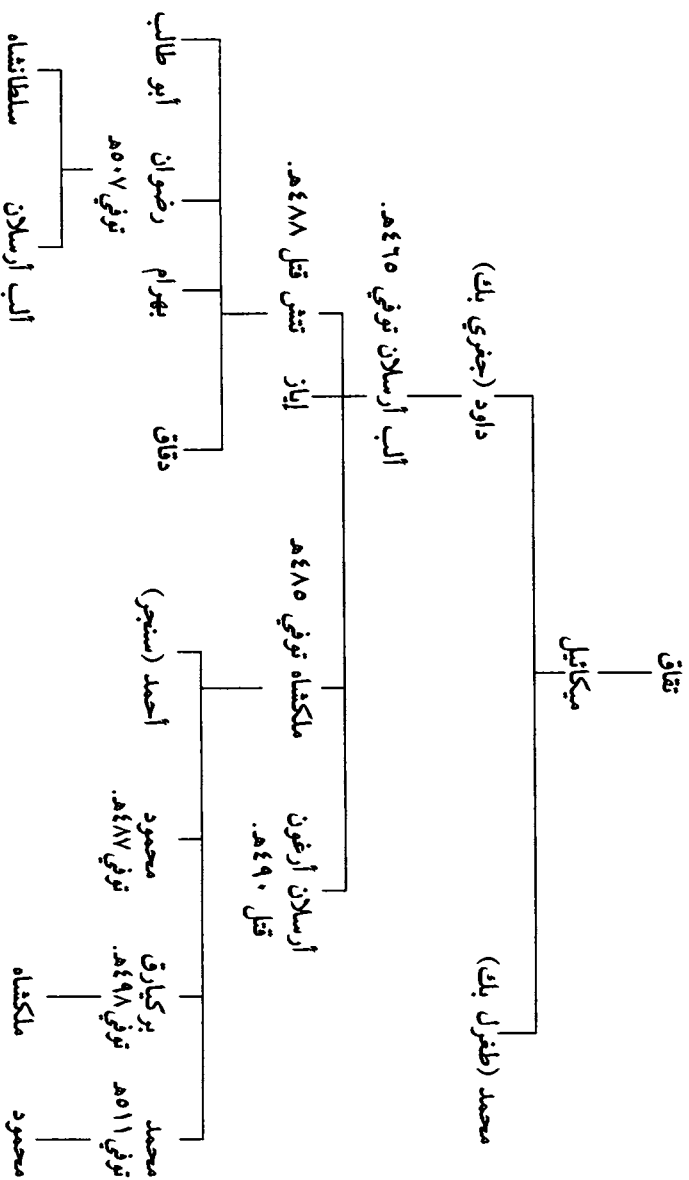 تقاق
ميكائيل
محمد (طغرل بك)
داود (جغري بك)
ألب أرسلان توفي ٤٦٥هـ.
أرسلان أرغون
قتل ٤٩٠هـ.
ملكشاه توفي ٤٨٥هـ
إياز
تتش قتل ٤٨٨هـ.
محمد
توفي ٥١١هـ
بركيارق
توفي ٤٩٨هـ.
محمود
توفي ٤٨٧هـ.
أحمد (سنجر)
دقاق
بهرام
رضوان
توفي ٥٠٧هـ
أبو طالب
محمود
ملكشاه
ألب أرسلان
سلطانشاه